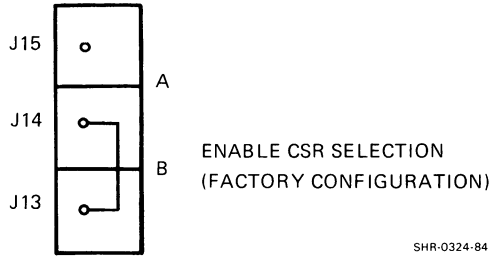 J15
A
J14
B
ENABLE CSR SELECTION
(FACTORY CONFIGURATION)
J13
SHR-0324-84